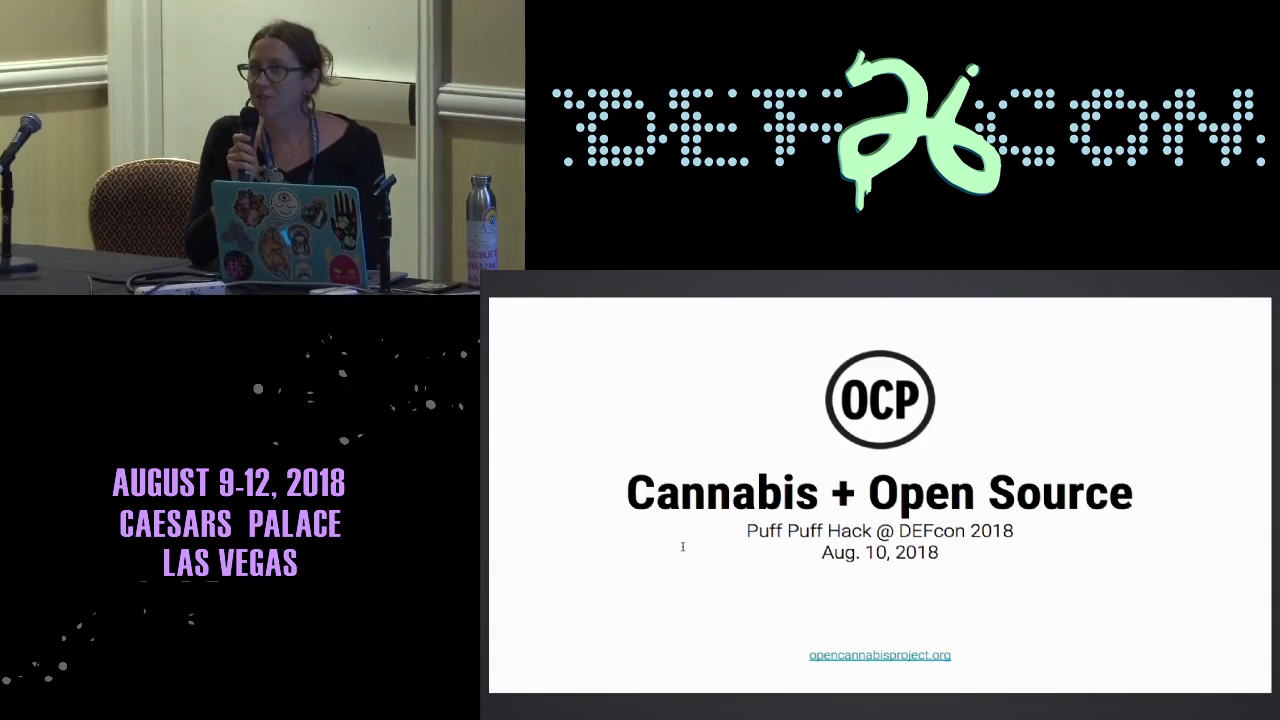 DEF 26 CON
OCP
Cannabis + Open Source
Puff Puff Hack @ DEFcon 2018
Aug. 10, 2018
opencannabisproject.org
AUGUST 9-12, 2018
CAESARS PALACE
LAS VEGAS